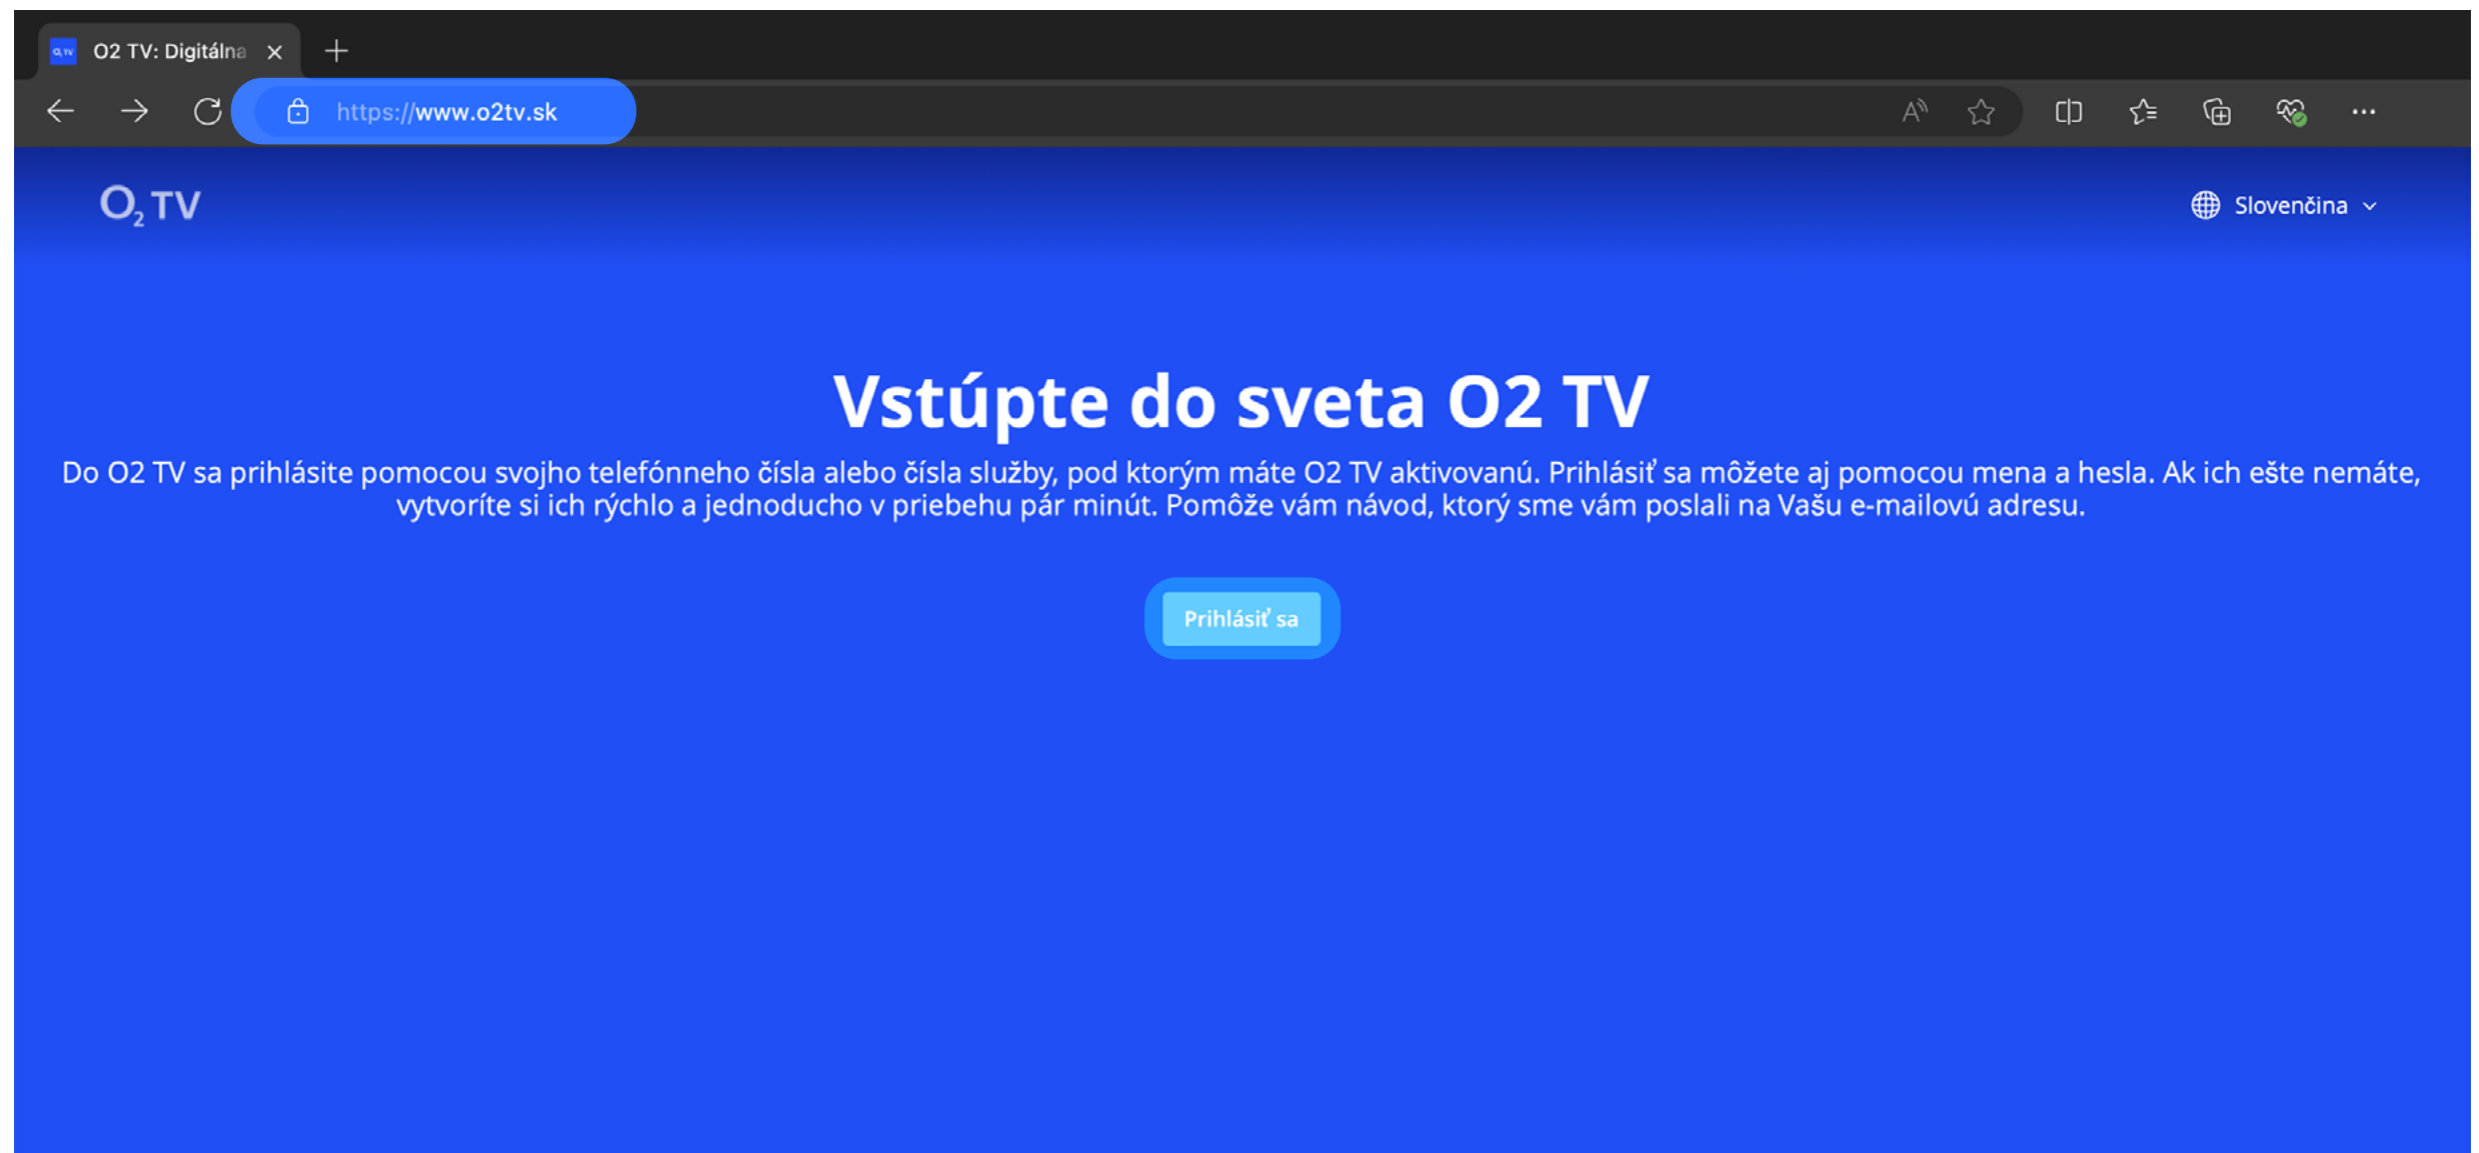 O2 TV: Digitálna
https://www.o2tv.sk
O2 TV
Slovenčina
Vstúpte do sveta O2 TV
Do O2 TV sa prihlásite pomocou svojho telefónneho čísla alebo čísla služby, pod ktorým máte O2 TV aktivovanú. Prihlásiť sa môžete aj pomocou mena a hesla. Ak ich ešte nemáte,
vytvoríte si ich rýchlo a jednoducho v priebehu pár minút. Pomôže vám návod, ktorý sme vám poslali na Vašu e-mailovú adresu.
Prihlásiť sa